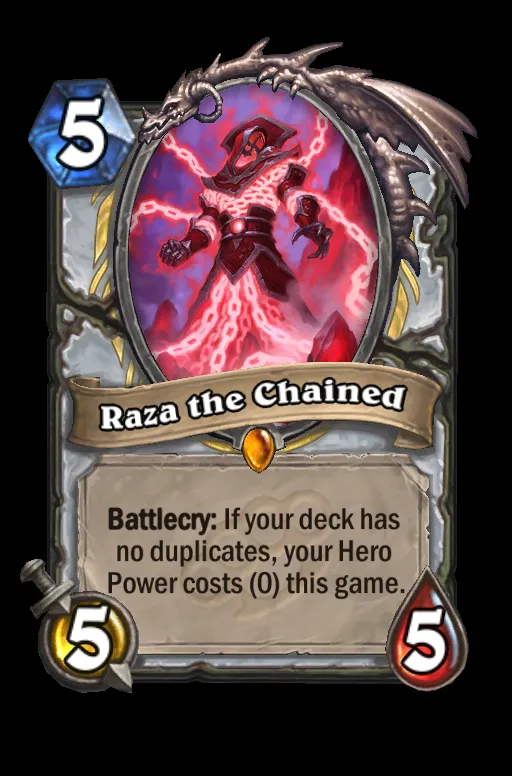 5
Raza the Chained
Battlecry: If your deck has
no duplicates, your Hero
Power costs (0) this game.
5
5